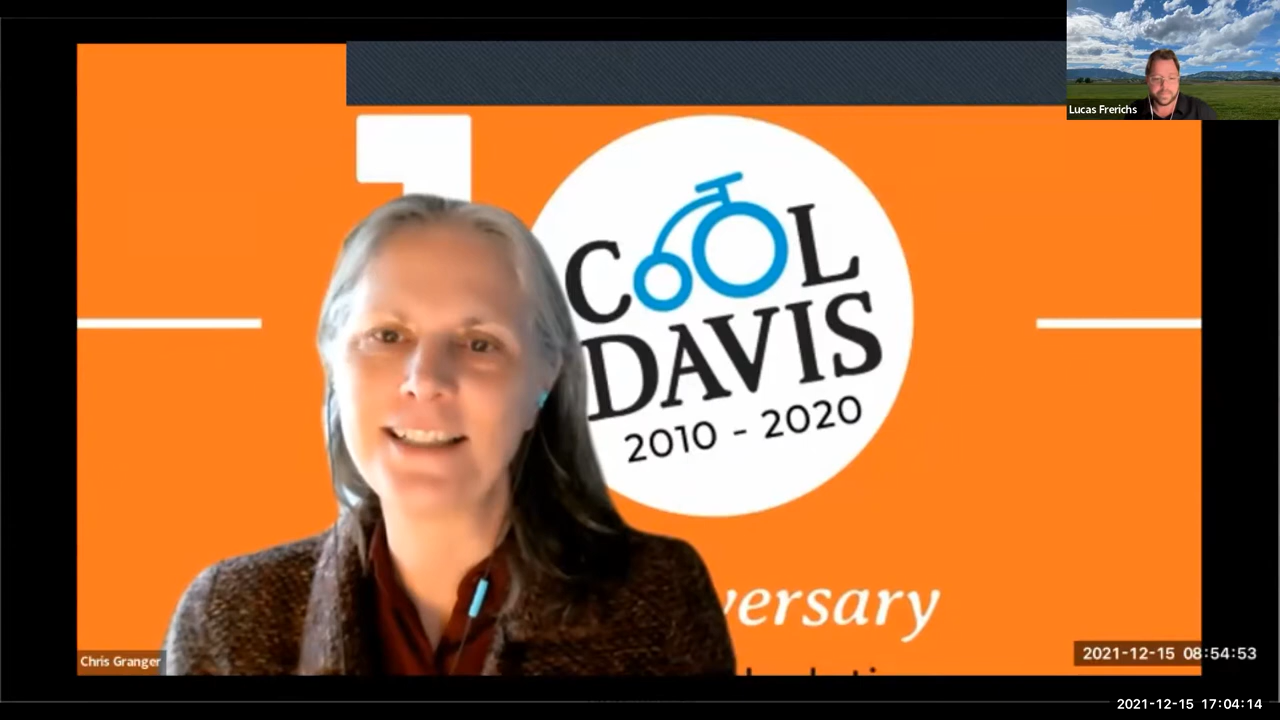 Lucas Frerichs
COOL
DAVIS
2010 - 2020
versary
Chris Granger
2021-12-15 08:54:53
2021-12-15 17:04:14